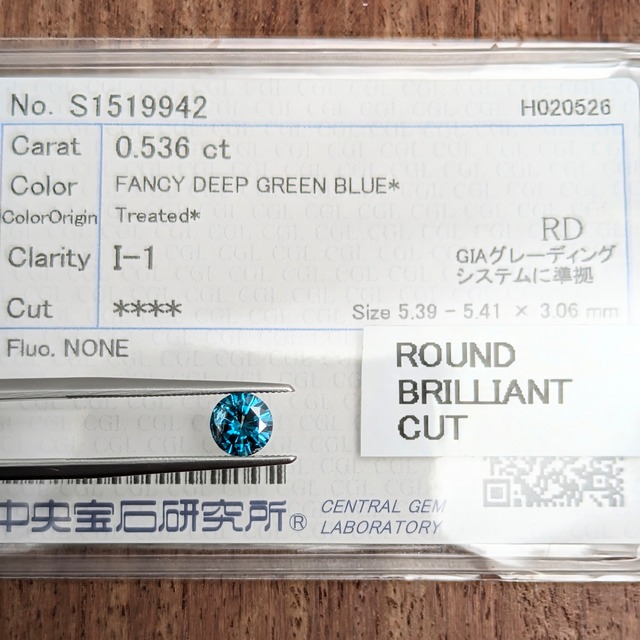 No. S1519942 H020526
Carat 0.536 ct
Color FANCY DEEP GREEN BLUE*
ColorOrigin Treated*
RD
Clarity I-1 GIAグレーディング
システムに準拠
Cut **** Size 5.39 - 5.41 × 3.06 mm
Fluo. NONE
ROUND
BRILLIANT
CUT
中央宝石研究所® CENTRAL GEM
LABORATORY